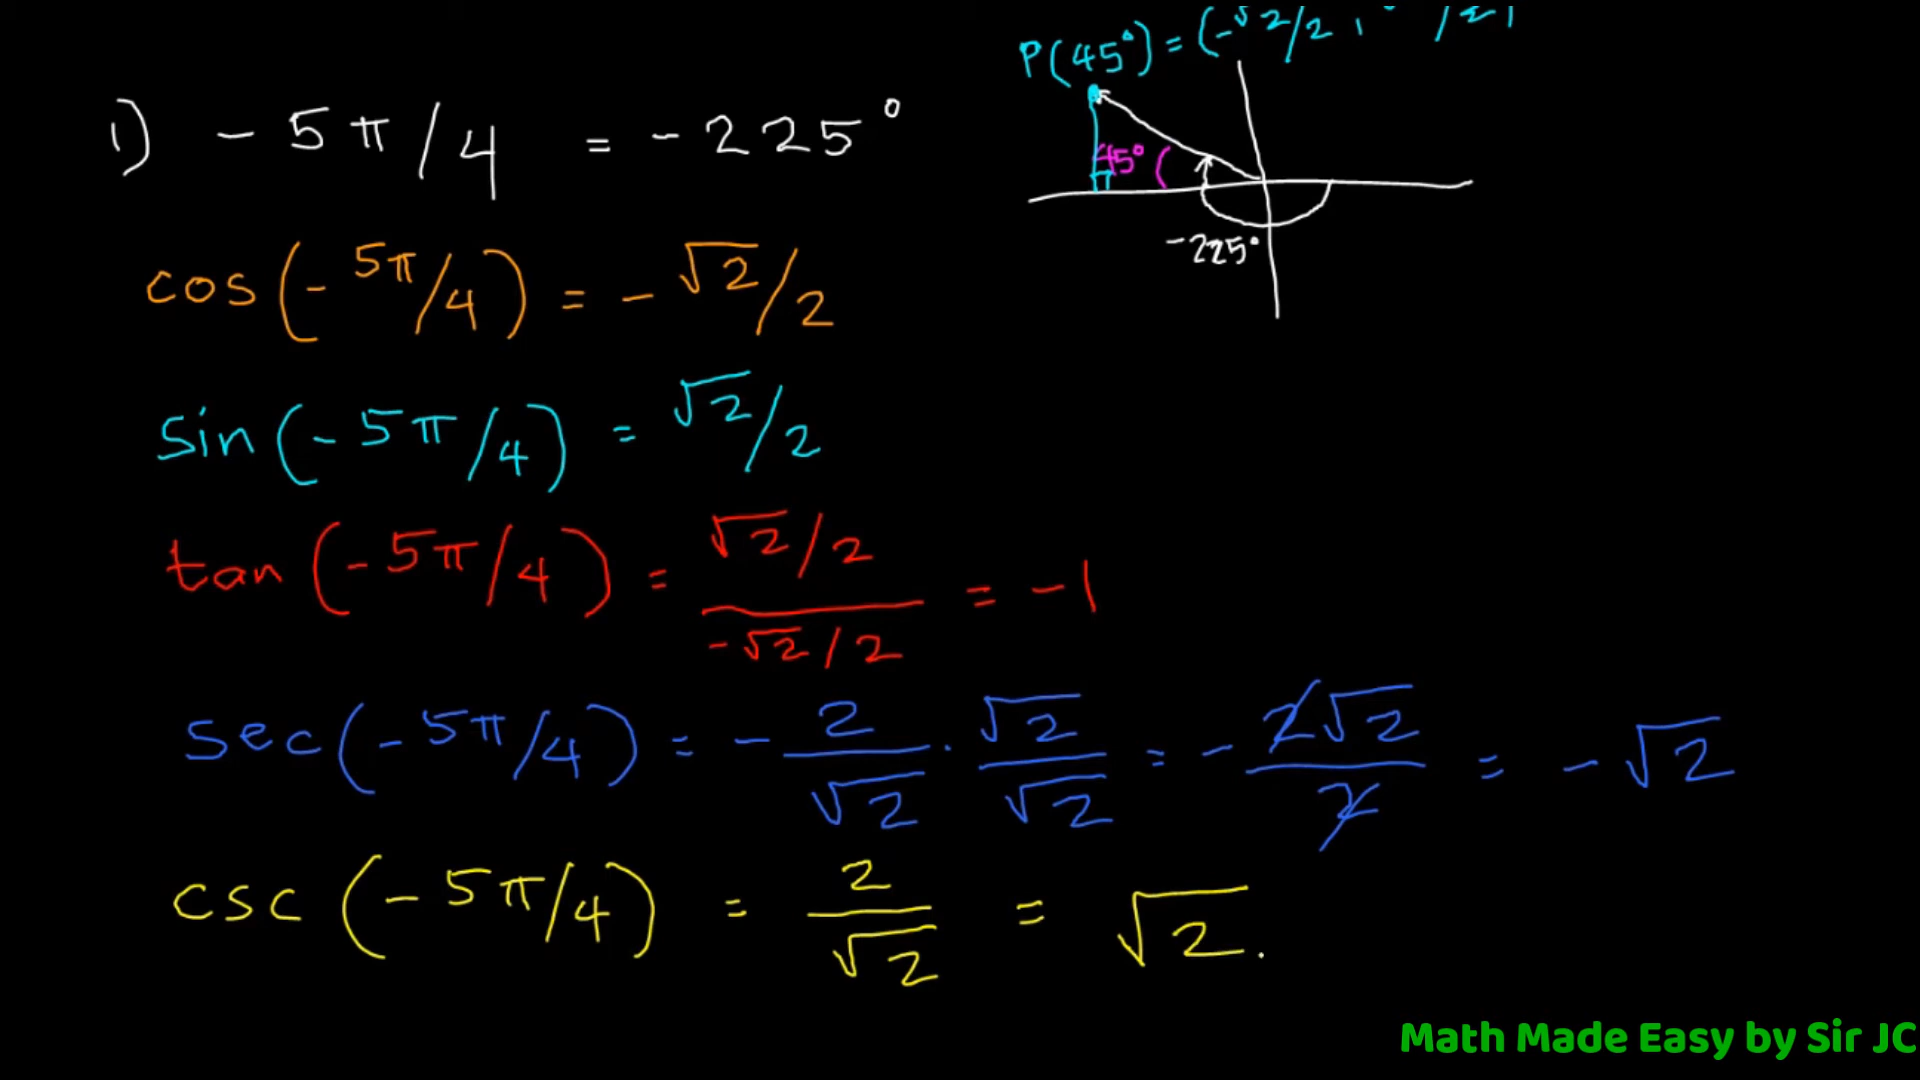 P(45°) = (-√2/2, /2)
1) -5π/4 = -225°
45°
-225°
cos(-5π/4) = -√2/2
sin(-5π/4) = √2/2
tan(-5π/4) = √2/2 / -√2/2 = -1
sec(-5π/4) = - 2/√2 · √2/√2 = - 2√2/2 = -√2
csc(-5π/4) = 2/√2 = √2.
Math Made Easy by Sir JC